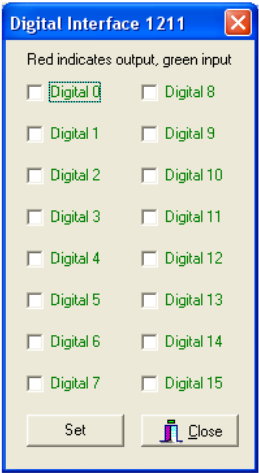 Digital Interface 1211
Red indicates output, green input
Digital 0 Digital 8
Digital 1 Digital 9
Digital 2 Digital 10
Digital 3 Digital 11
Digital 4 Digital 12
Digital 5 Digital 13
Digital 6 Digital 14
Digital 7 Digital 15
Set Close